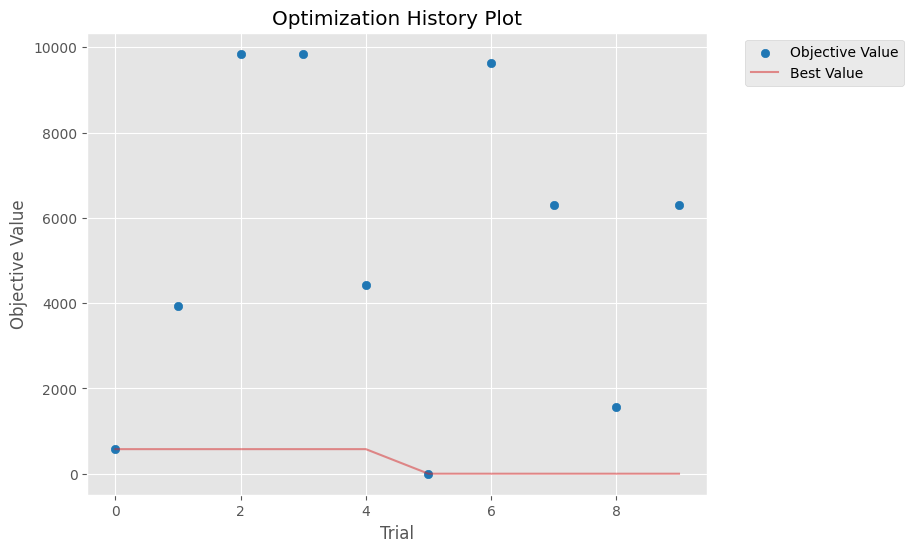 Optimization History Plot
Objective Value
Best Value
10000
8000
6000
4000
2000
0
Objective Value
0 2 4 6 8
Trial